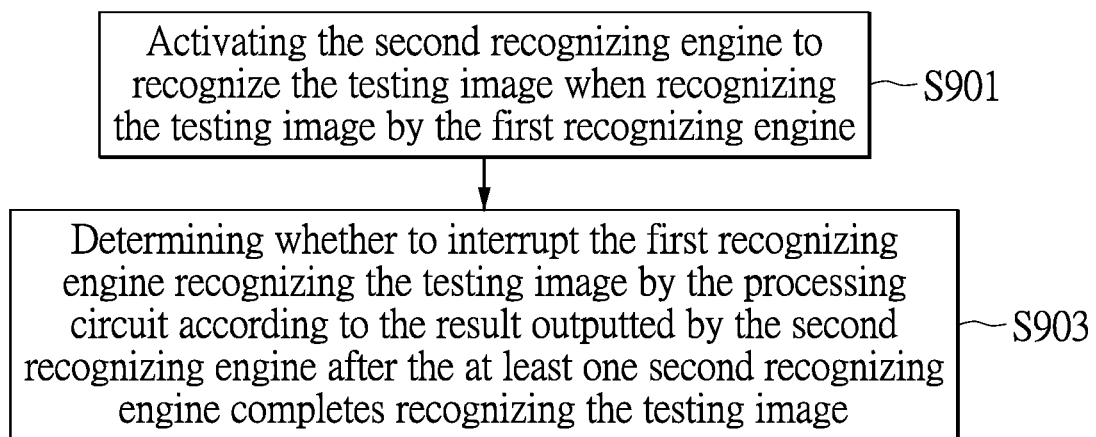 Activating the second recognizing engine to
recognize the testing image when recognizing
the testing image by the first recognizing engine
S901
Determining whether to interrupt the first recognizing
engine recognizing the testing image by the processing
circuit according to the result outputted by the second
recognizing engine after the at least one second recognizing
engine completes recognizing the testing image
S903